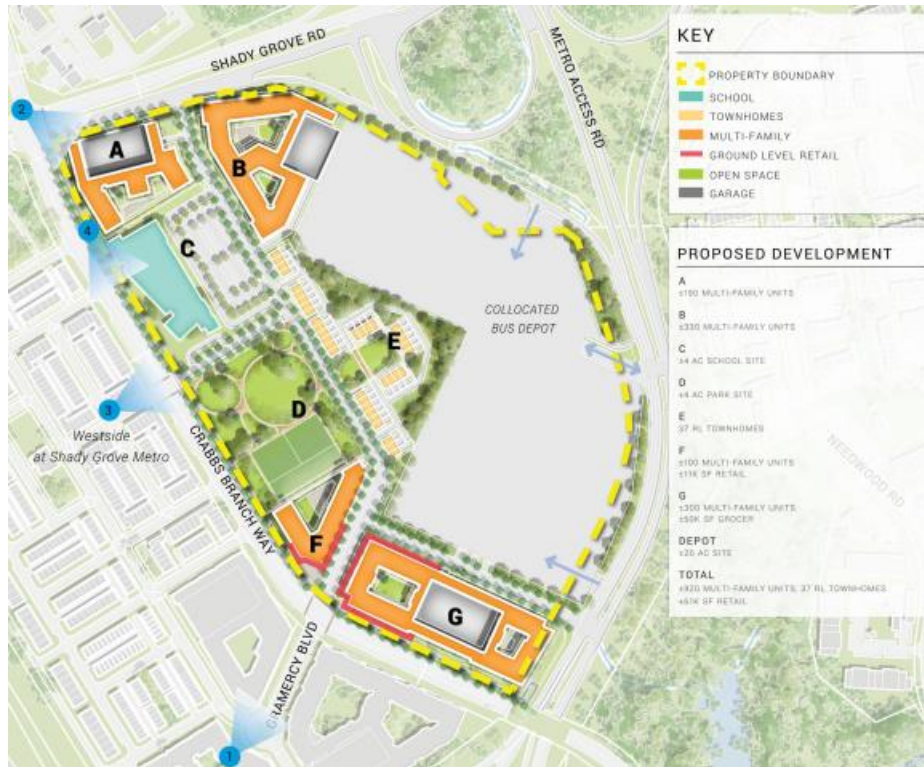 SHADY GROVE RD
METRO ACCESS RD
2
A
B
4
C
COLLOCATED
BUS DEPOT
E
3
D
Westside
at Shady Grove Metro
CRABBS BRANCH WAY
F
G
GRAMERCY BLVD
1
NEEDWOOD RD
KEY
PROPERTY BOUNDARY
SCHOOL
TOWNHOMES
MULTI-FAMILY
GROUND LEVEL RETAIL
OPEN SPACE
GARAGE
PROPOSED DEVELOPMENT
A
±190 MULTI-FAMILY UNITS
B
±330 MULTI-FAMILY UNITS
C
±4 AC SCHOOL SITE
D
±4 AC PARK SITE
E
37 RL TOWNHOMES
F
±100 MULTI-FAMILY UNITS
±11K SF RETAIL
G
±300 MULTI-FAMILY UNITS
±50K SF GROCER
DEPOT
±20 AC SITE
TOTAL
±920 MULTI-FAMILY UNITS, 37 RL TOWNHOMES
±61K SF RETAIL